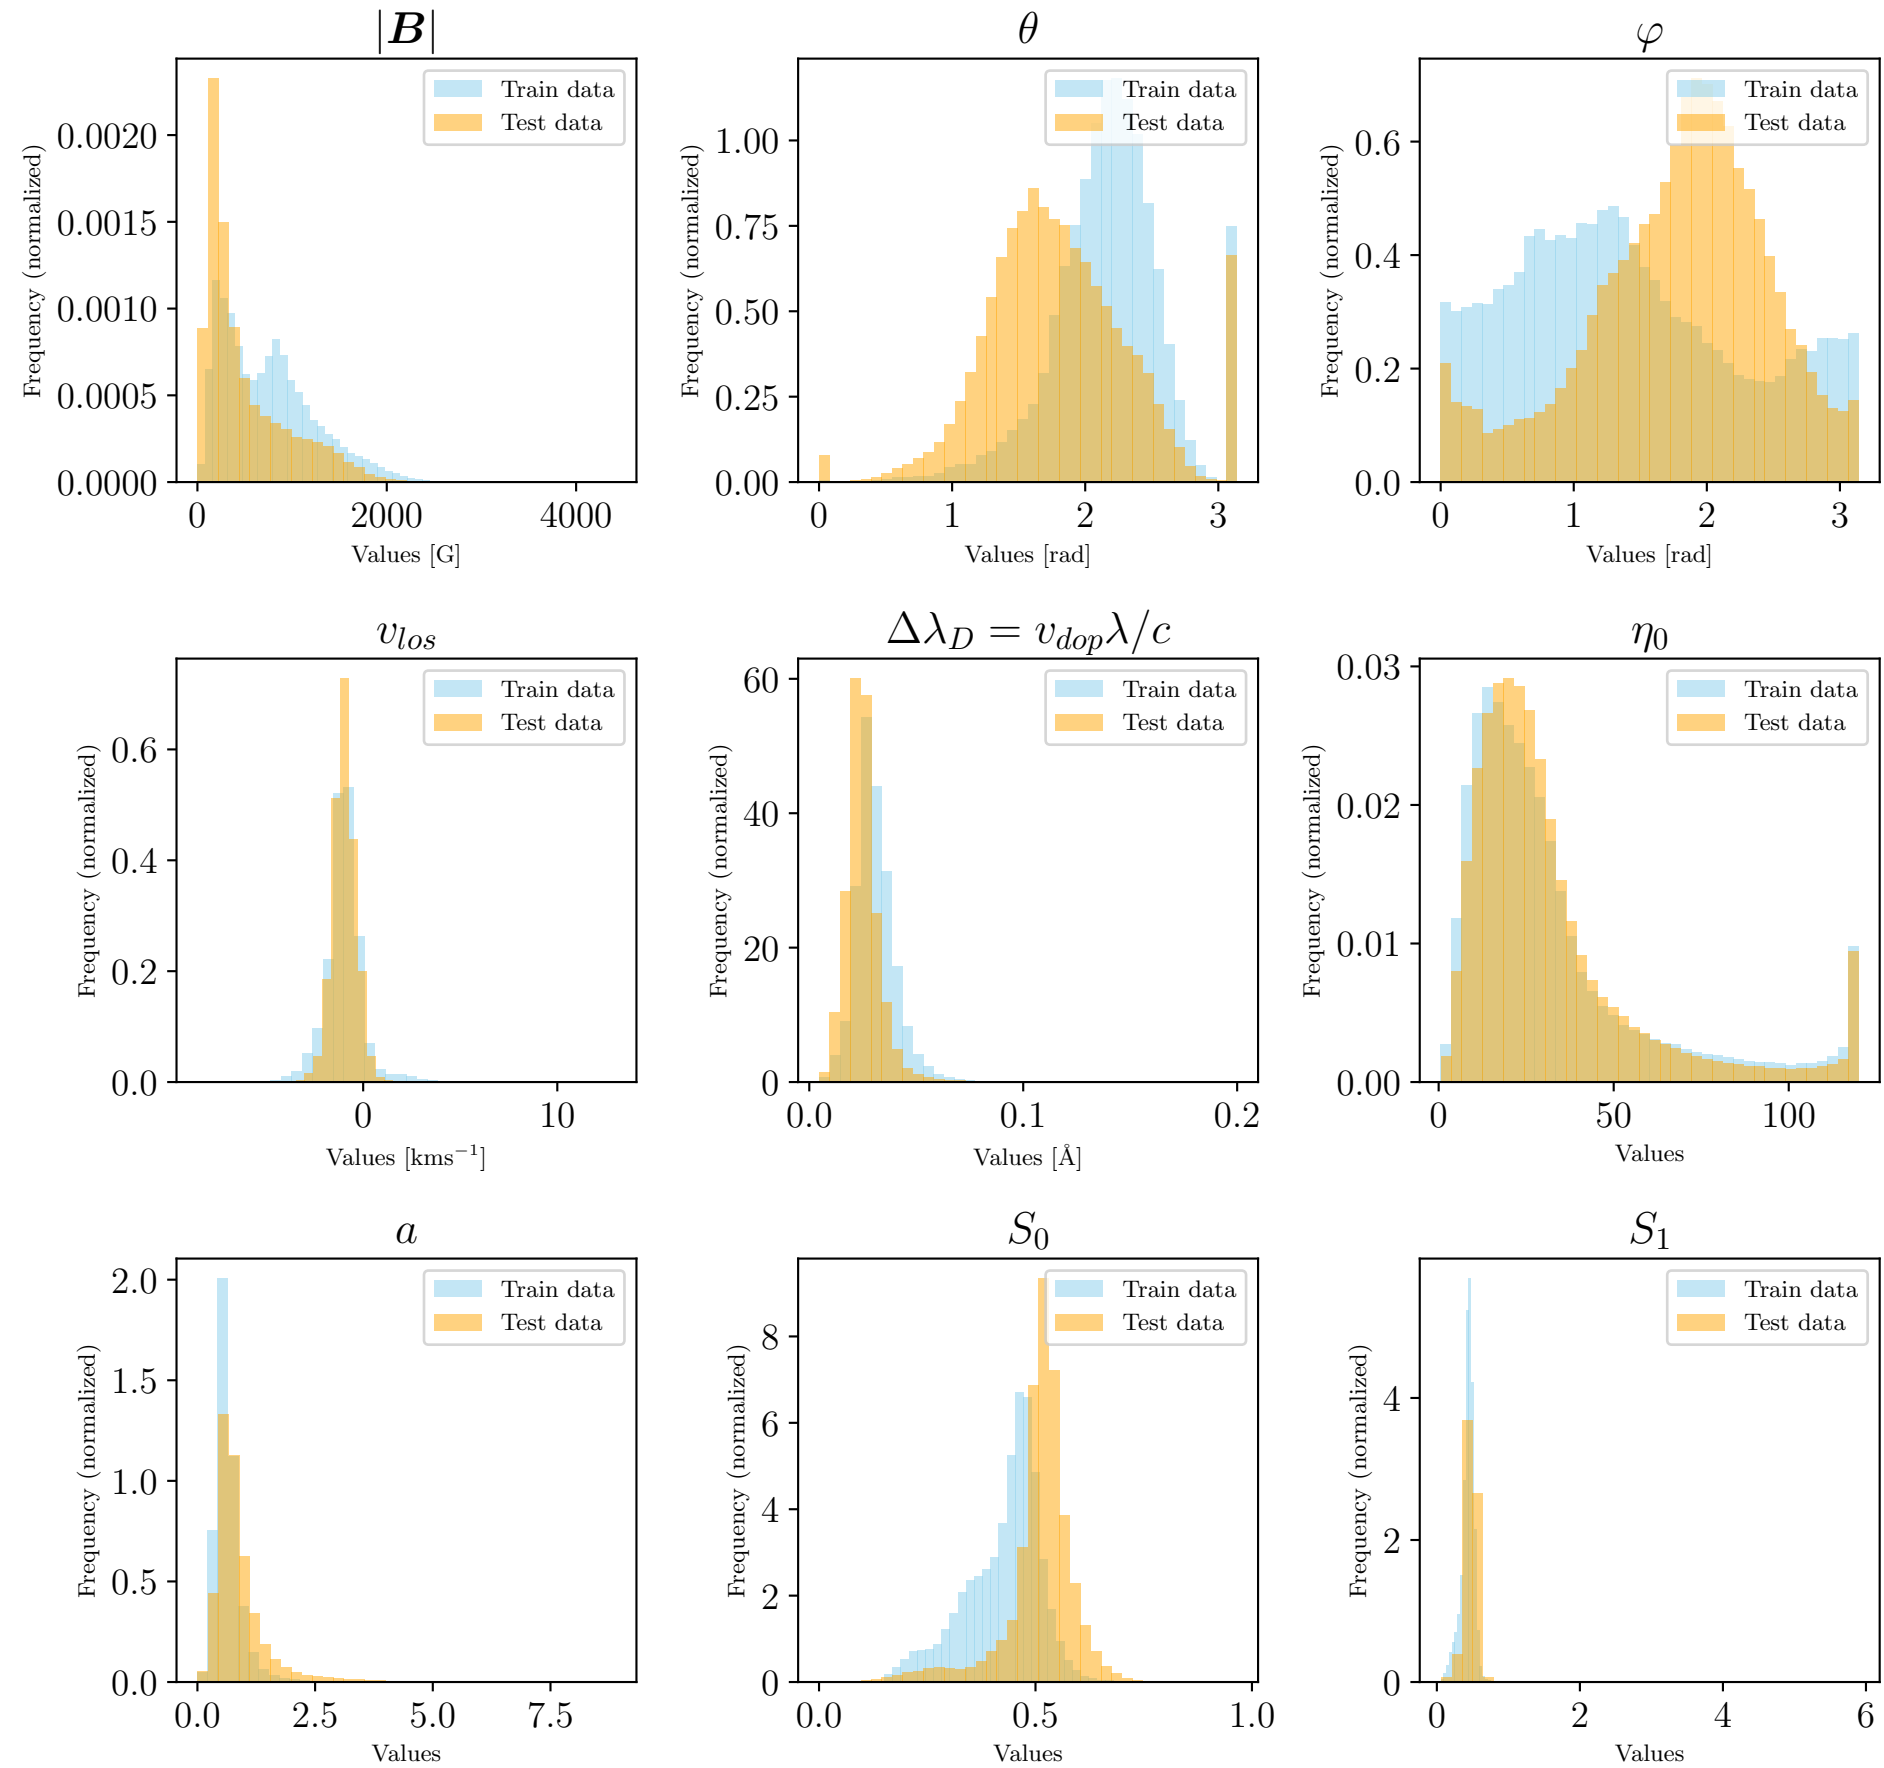 |B|
Train data
Test data
Frequency (normalized)
0.0020
0.0015
0.0010
0.0005
0.0000
0 2000 4000
Values [G]
θ
Train data
Test data
Frequency (normalized)
1.00
0.75
0.50
0.25
0.00
0 1 2 3
Values [rad]
φ
Train data
Test data
Frequency (normalized)
0.6
0.4
0.2
0.0
0 1 2 3
Values [rad]
v_los
Train data
Test data
Frequency (normalized)
0.6
0.4
0.2
0.0
0 10
Values [kms⁻¹]
Δλ_D = v_dop λ/c
Train data
Test data
Frequency (normalized)
60
40
20
0
0.0 0.1 0.2
Values [Å]
η₀
Train data
Test data
Frequency (normalized)
0.03
0.02
0.01
0.00
0 50 100
Values
a
Train data
Test data
Frequency (normalized)
2.0
1.5
1.0
0.5
0.0
0.0 2.5 5.0 7.5
Values
S₀
Train data
Test data
Frequency (normalized)
8
6
4
2
0
0.0 0.5 1.0
Values
S₁
Train data
Test data
Frequency (normalized)
4
2
0
0 2 4 6
Values